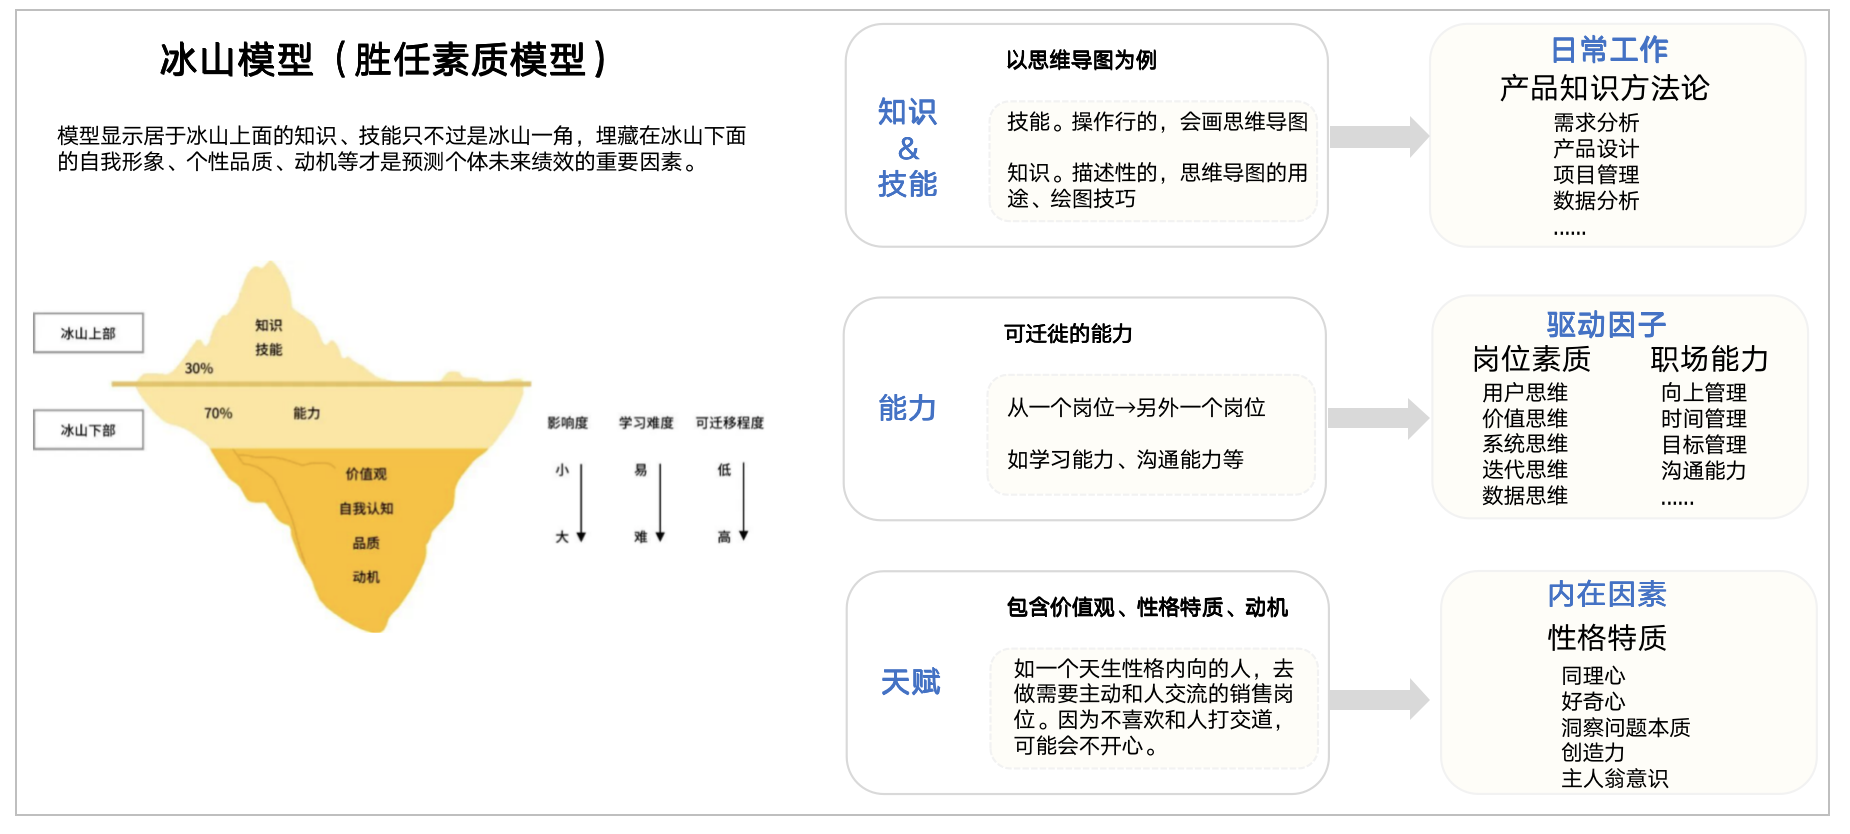 冰山模型（胜任素质模型）
模型显示居于冰山上面的知识、技能只不过是冰山一角，埋藏在冰山下面
的自我形象、个性品质、动机等才是预测个体未来绩效的重要因素。
冰山上部
知识
技能
30%
冰山下部
70%
能力
价值观
自我认知
品质
动机
影响度
学习难度
可迁移程度
小
易
低
大
难
高
知识
&
技能
以思维导图为例
技能。操作行的，会画思维导图
知识。描述性的，思维导图的用
途、绘图技巧
日常工作
产品知识方法论
需求分析
产品设计
项目管理
数据分析
......
能力
可迁徙的能力
从一个岗位→另外一个岗位
如学习能力、沟通能力等
驱动因子
岗位素质
用户思维
价值思维
系统思维
迭代思维
数据思维
职场能力
向上管理
时间管理
目标管理
沟通能力
......
天赋
包含价值观、性格特质、动机
如一个天生性格内向的人，去
做需要主动和人交流的销售岗
位。因为不喜欢和人打交道，
可能会不开心。
内在因素
性格特质
同理心
好奇心
洞察问题本质
创造力
主人翁意识